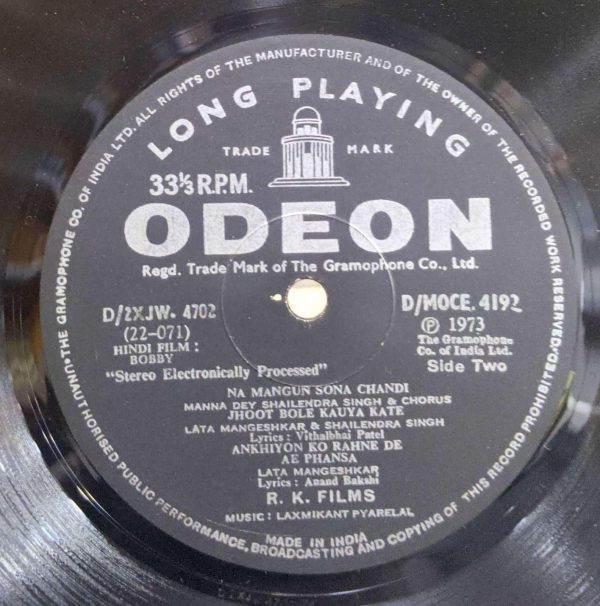 UNAUTHORISED PUBLIC PERFORMANCE, BROADCASTING AND COPYING OF THIS RECORD PROHIBITED. • THE GRAMOPHONE CO. OF INDIA LTD. ALL RIGHTS OF THE MANUFACTURER AND OF THE OWNER OF THE RECORDED WORK RESERVED
LONG PLAYING
TRADE MARK
33⅓ R.P.M.
ODEON
Regd. Trade Mark of The Gramophone Co., Ltd.
D/2XJW. 4702
(22-071)
HINDI FILM :
BOBBY
"Stereo Electronically Processed"
D/MOCE. 4192
Ⓟ 1973
The Gramophone
Co. of India Ltd.
Side Two
NA MANGUN SONA CHANDI
MANNA DEY SHAILENDRA SINGH & CHORUS
JHOOT BOLE KAUYA KATE
LATA MANGESHKAR & SHAILENDRA SINGH
Lyrics : Vithalbhai Patel
ANKHIYON KO RAHNE DE
AE PHANSA
LATA MANGESHKAR
Lyrics : Anand Bakshi
R. K. FILMS
MUSIC : LAXMIKANT PYARELAL
MADE IN INDIA